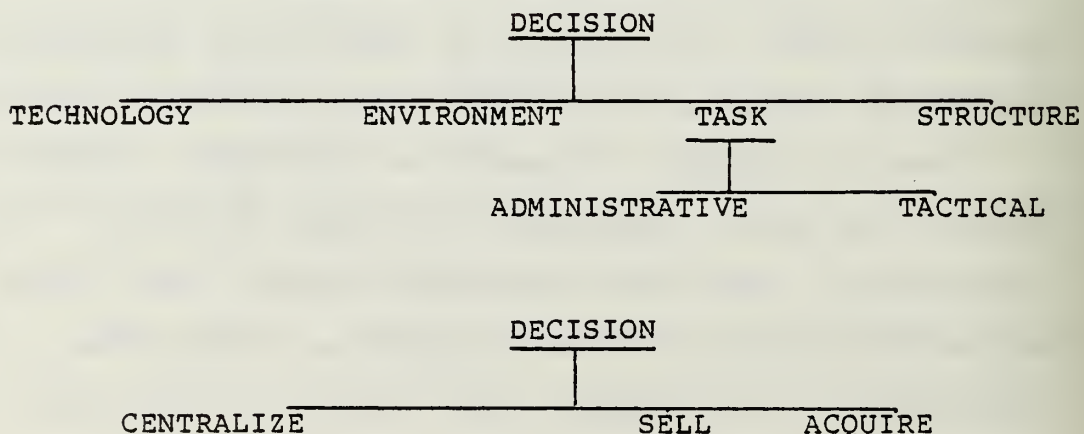 DECISION
TECHNOLOGY ENVIRONMENT TASK STRUCTURE
ADMINISTRATIVE TACTICAL
DECISION
CENTRALIZE SELL ACQUIRE